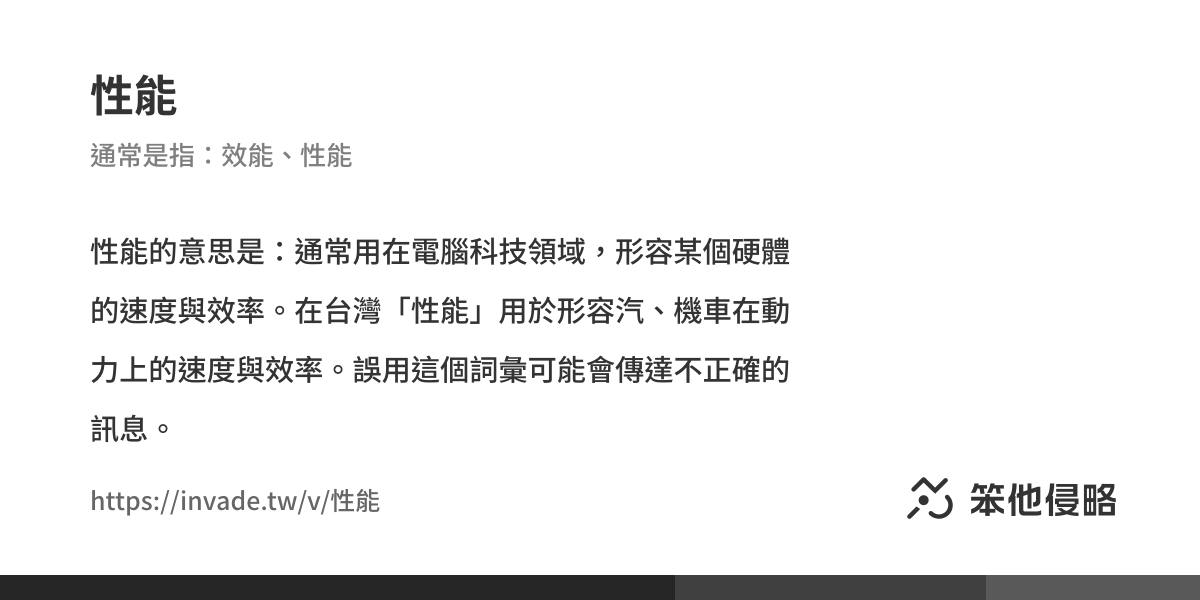 性能
通常是指：效能、性能
性能的意思是：通常用在電腦科技領域，形容某個硬體
的速度與效率。在台灣「性能」用於形容汽、機車在動
力上的速度與效率。誤用這個詞彙可能會傳達不正確的
訊息。
https://invade.tw/v/性能
笨他侵略